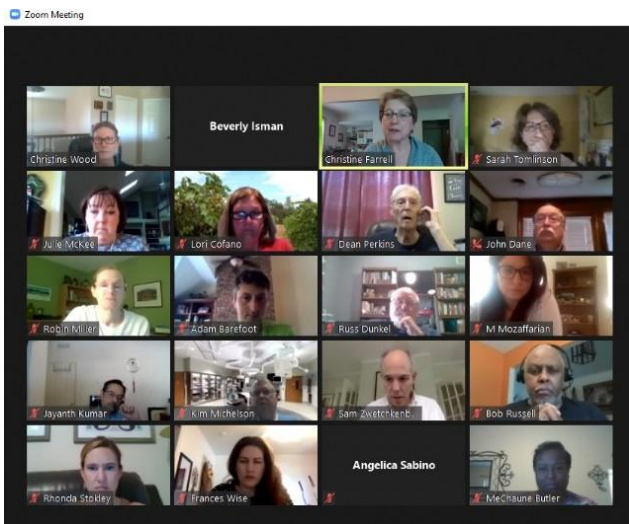 Zoom Meeting
Christine Wood
Beverly Isman
Christine Farrell
Sarah Tomlinson
Julie McKee
Lori Cofano
Dean Perkins
John Dane
Robin Miller
Adam Barefoot
Russ Dunkel
M Mozaffarian
Jayanth Kumar
Kim Michelson
Sam Zwetchkenb...
Bob Russell
Rhonda Stokley
Frances Wise
Angelica Sabino
MeChaune Butler